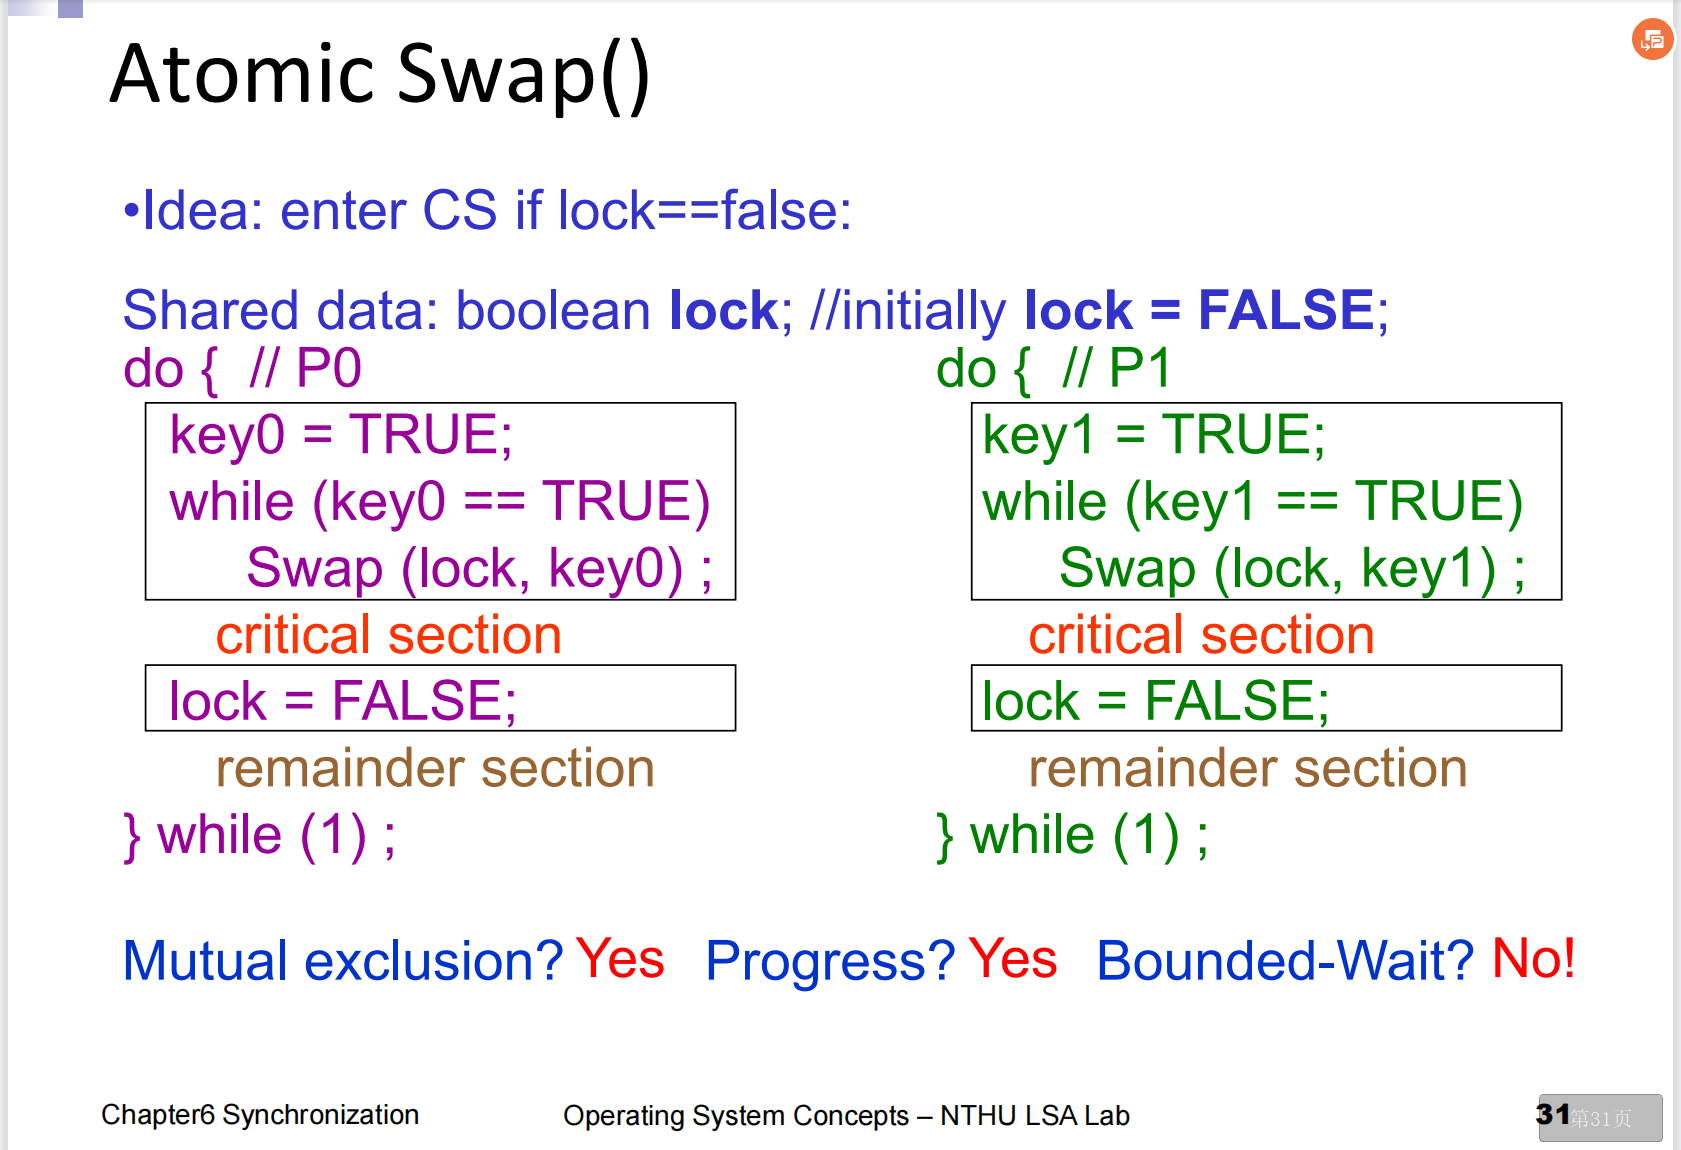 Atomic Swap()
•Idea: enter CS if lock==false:
Shared data: boolean lock; //initially lock = FALSE;
do { // P0
key0 = TRUE;
while (key0 == TRUE)
Swap (lock, key0) ;
critical section
lock = FALSE;
remainder section
} while (1) ;
do { // P1
key1 = TRUE;
while (key1 == TRUE)
Swap (lock, key1) ;
critical section
lock = FALSE;
remainder section
} while (1) ;
Mutual exclusion? Yes Progress? Yes Bounded-Wait? No!
Chapter6 Synchronization
Operating System Concepts – NTHU LSA Lab
31
第31页